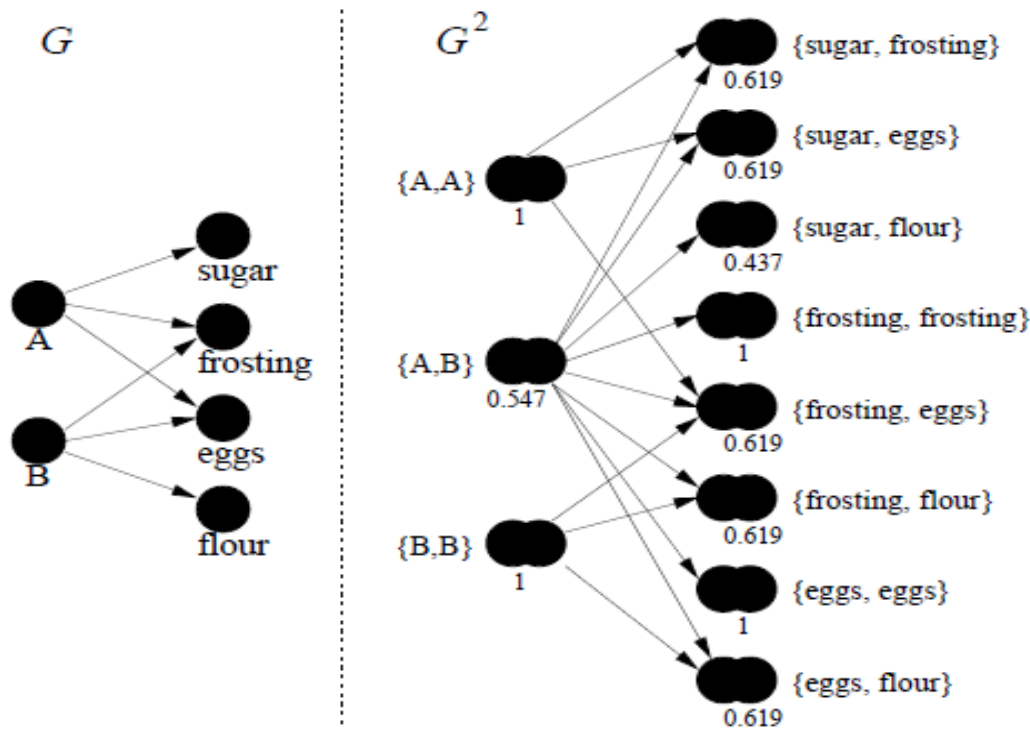 G
sugar
A
frosting
B
eggs
flour
G²
{A,A}
1
{A,B}
0.547
{B,B}
1
{sugar, frosting}
0.619
{sugar, eggs}
0.619
{sugar, flour}
0.437
{frosting, frosting}
1
{frosting, eggs}
0.619
{frosting, flour}
0.619
{eggs, eggs}
1
{eggs, flour}
0.619